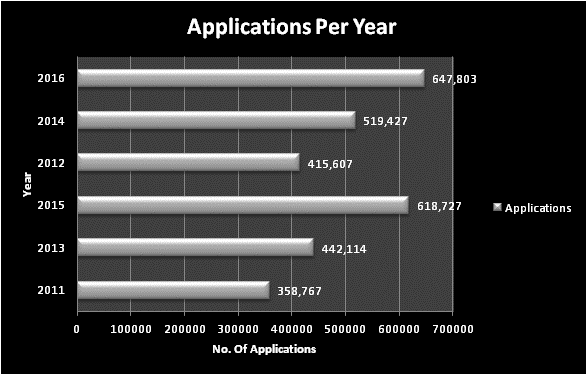 Applications Per Year
2016
647,803
2014
519,427
2012
415,607
Year
2015
618,727
Applications
2013
442,114
2011
358,767
0 100000 200000 300000 400000 500000 600000 700000
No. Of Applications